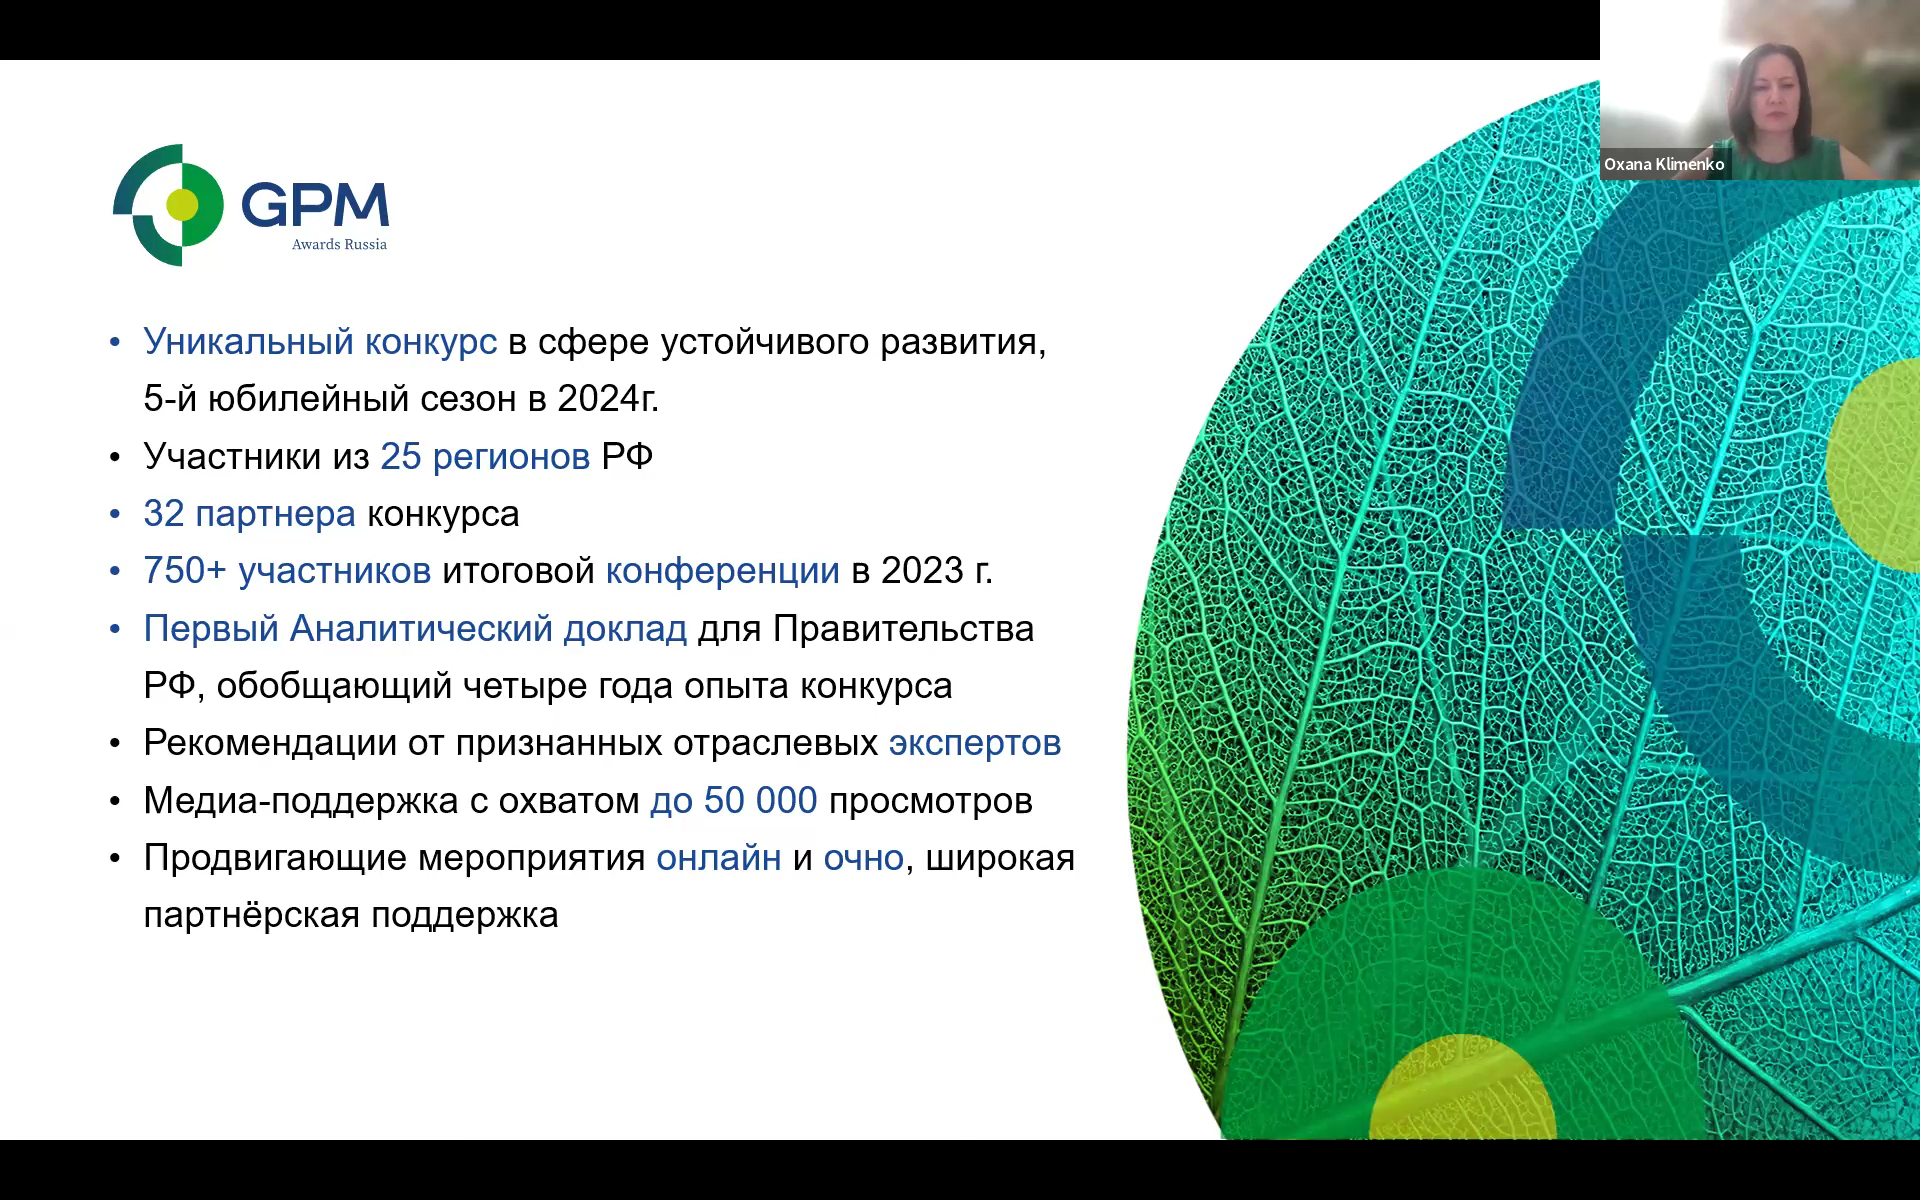 Oxana Klimenko
GPM
Awards Russia
• Уникальный конкурс в сфере устойчивого развития,
5-й юбилейный сезон в 2024г.
• Участники из 25 регионов РФ
• 32 партнера конкурса
• 750+ участников итоговой конференции в 2023 г.
• Первый Аналитический доклад для Правительства
РФ, обобщающий четыре года опыта конкурса
• Рекомендации от признанных отраслевых экспертов
• Медиа-поддержка с охватом до 50 000 просмотров
• Продвигающие мероприятия онлайн и очно, широкая
партнёрская поддержка